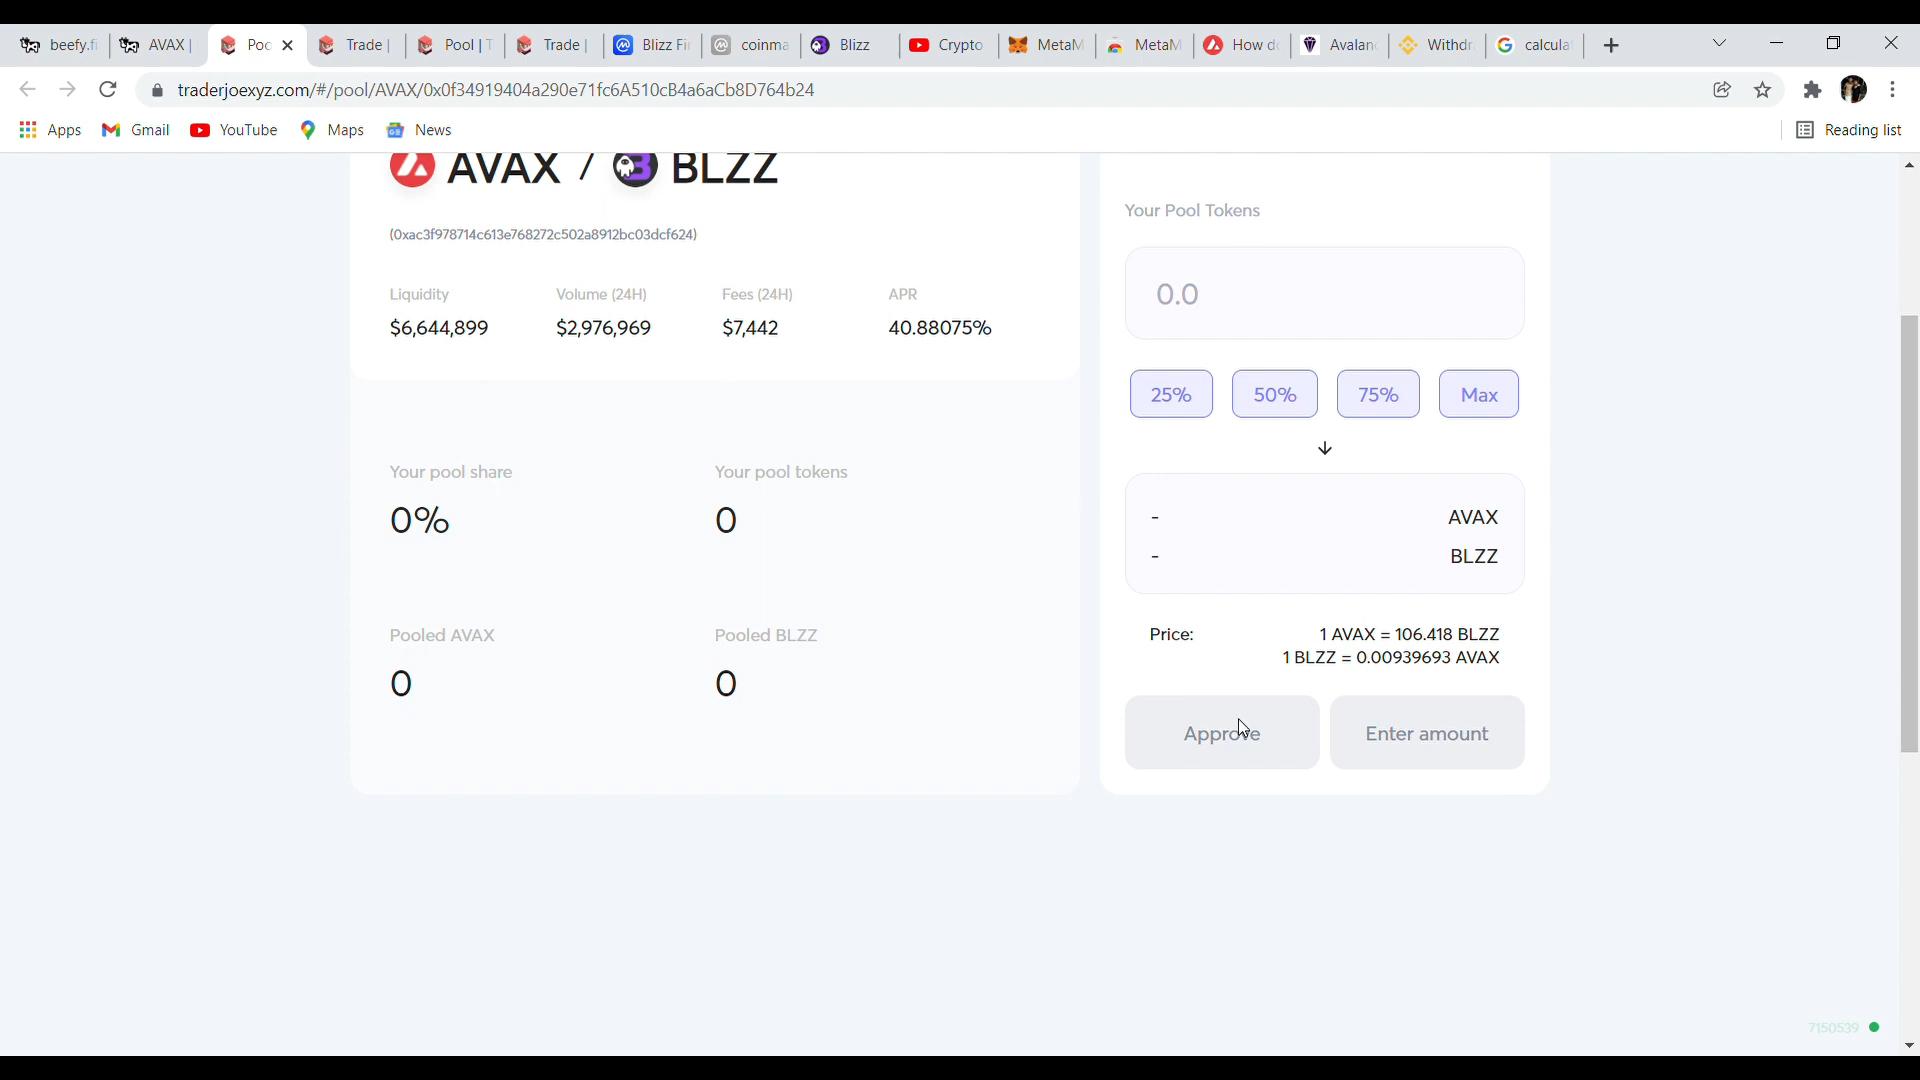 beefy.fi
AVAX |
Poo
Trade |
Pool | T
Trade |
Blizz Fi
coinma
Blizz
Crypto
MetaM
MetaM
How do
Avalanc
Withdr
calcula
traderjoexyz.com/#/pool/AVAX/0x0f34919404a290e71fc6A510cB4a6aCb8D764b24
Apps
Gmail
YouTube
Maps
News
Reading list
AVAX / BLZZ
(0xac3f978714c613e768272c502a8912bc03dcf624)
Liquidity
Volume (24H)
Fees (24H)
APR
$6,644,899
$2,976,969
$7,442
40.88075%
Your pool share
Your pool tokens
0%
0
Pooled AVAX
Pooled BLZZ
0
0
Your Pool Tokens
0.0
25%
50%
75%
Max
- AVAX
- BLZZ
Price:
1 AVAX = 106.418 BLZZ
1 BLZZ = 0.00939693 AVAX
Approve
Enter amount
7150539